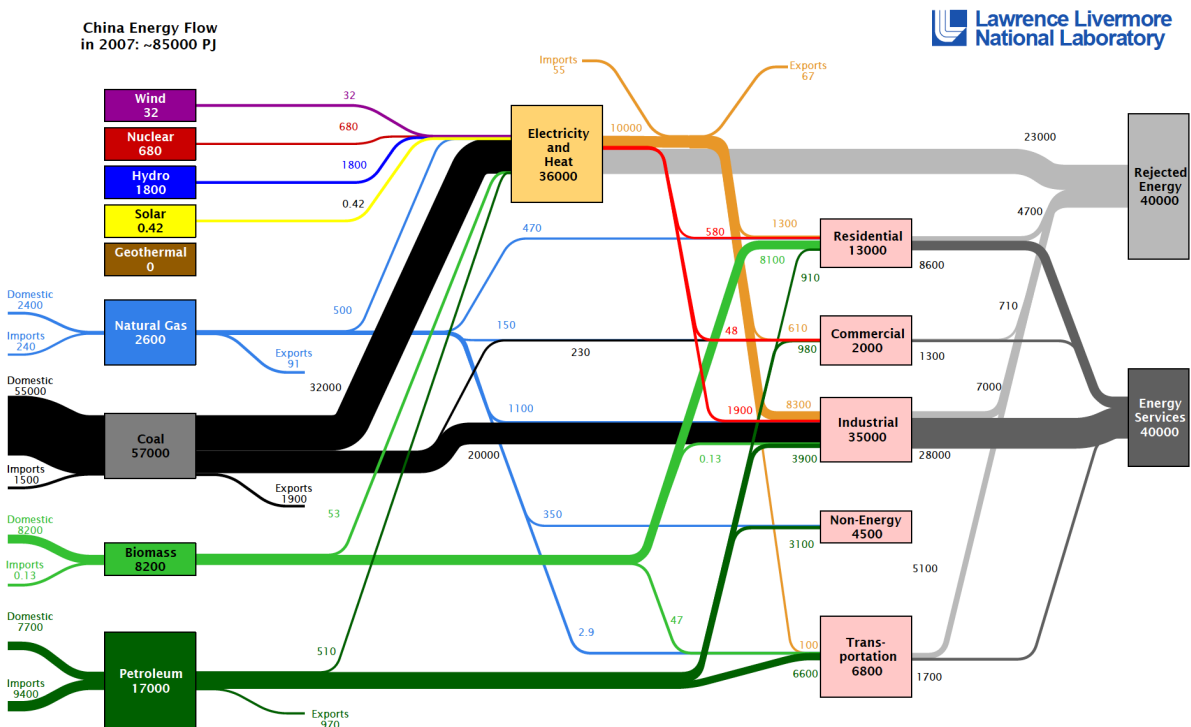 China Energy Flow
in 2007: ~85000 PJ
Lawrence Livermore
National Laboratory
Imports
55
Exports
67
Wind
32
32
Nuclear
680
680
Hydro
1800
1800
Solar
0.42
0.42
Geothermal
0
Electricity
and
Heat
36000
10000
23000
Rejected
Energy
40000
4700
470
580
1300
8100
910
Residential
13000
8600
Domestic
2400
Imports
240
Natural Gas
2600
500
Exports
91
150
230
48
610
980
Commercial
2000
710
1300
Domestic
55000
Imports
1500
Coal
57000
32000
Exports
1900
1100
20000
1900
8300
0.13
3900
Industrial
35000
7000
28000
Energy
Services
40000
Domestic
8200
Imports
0.13
Biomass
8200
53
350
3100
Non-Energy
4500
5100
Domestic
7700
Imports
9400
Petroleum
17000
510
Exports
970
2.9
47
100
6600
Trans-
portation
6800
1700